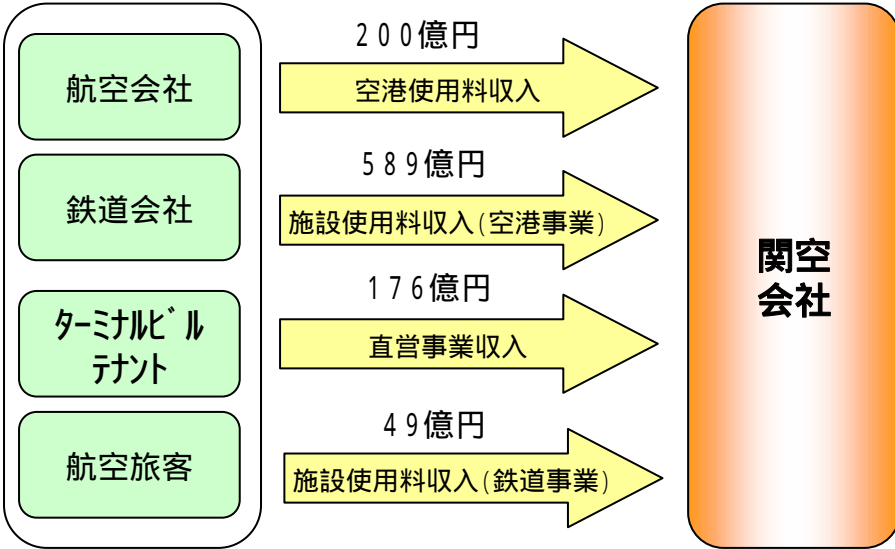 航空会社
鉄道会社
ﾀｰﾐﾅﾙﾋﾞﾙ
ﾃﾅﾝﾄ
航空旅客
200億円
空港使用料収入
589億円
施設使用料収入(空港事業)
176億円
直営事業収入
49億円
施設使用料収入(鉄道事業)
関空
会社